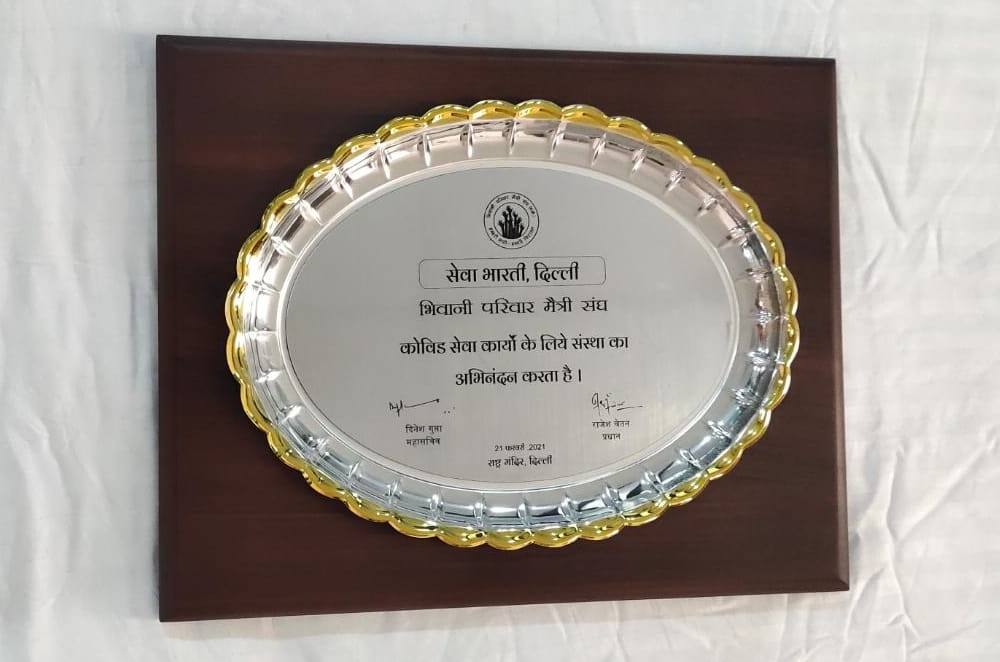 सेवा भारती, दिल्ली
भिवानी परिवार मैत्री संघ
कोविड सेवा कार्यो के लिये संस्था का
अभिनंदन करता है।
दिनेश गुप्ता
महासचिव
राजेश चेतन
प्रधान
21 फरवरी .2021
राष्ट्र मंदिर, दिल्ली